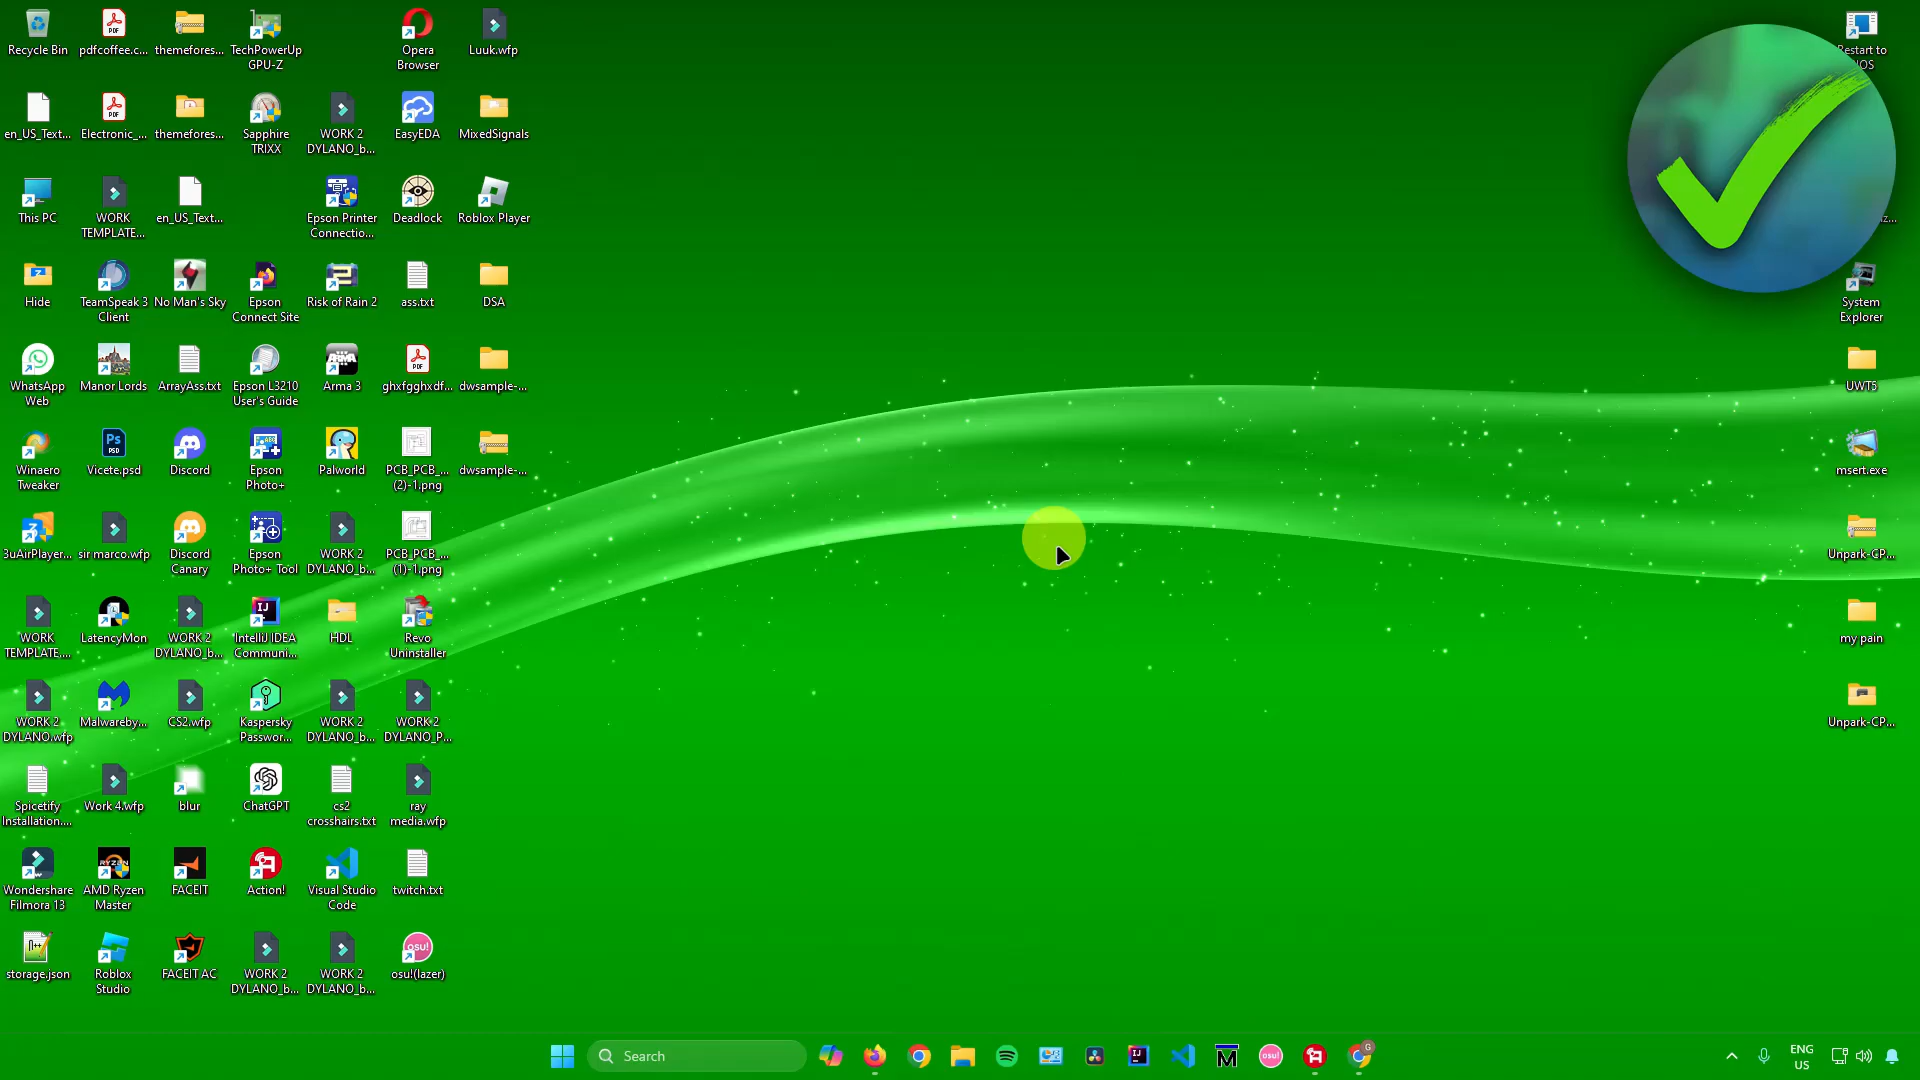 Recycle Bin
pdfcoffee.c...
themefores...
TechPowerUp
GPU-Z
Opera
Browser
Luuk.wfp
Restart to
en_US_Text...
Electronic_...
themefores...
Sapphire
TRIXX
WORK 2
DYLANO_b...
EasyEDA
MixedSignals
This PC
WORK
TEMPLATE...
en_US_Text...
Epson Printer
Connectio...
Deadlock
Roblox Player
Hide
TeamSpeak 3
Client
No Man's Sky
Epson
Connect Site
Risk of Rain 2
ass.txt
DSA
System
Explorer
WhatsApp
Web
Manor Lords
ArrayAss.txt
Epson L3210
User's Guide
Arma 3
ghxfgghxdf...
dwsample-...
UWT5
Winaero
Tweaker
Vicete.psd
Discord
Epson
Photo+
Palworld
PCB_PCB_...
(2)-1.png
dwsample-...
msert.exe
3uAirPlayer...
sir marco.wfp
Discord
Canary
Epson
Photo+ Tool
WORK 2
DYLANO_b...
PCB_PCB_...
(1)-1.png
Unpark-CP...
WORK
TEMPLATE....
LatencyMon
WORK 2
DYLANO_b...
IntelliJ IDEA
Communi...
HDL
Revo
Uninstaller
my pain
WORK 2
DYLANO.wfp
Malwareby...
CS2.wfp
Kaspersky
Passwor...
WORK 2
DYLANO_b...
WORK 2
DYLANO_P...
Unpark-CP...
Spicetify
Installation....
Work 4.wfp
blur
ChatGPT
cs2
crosshairs.txt
ray
media.wfp
Wondershare
Filmora 13
AMD Ryzen
Master
FACEIT
Action!
Visual Studio
Code
twitch.txt
storage.json
Roblox
Studio
FACEIT AC
WORK 2
DYLANO_b...
WORK 2
DYLANO_b...
osu!(lazer)
Search
ENG
US